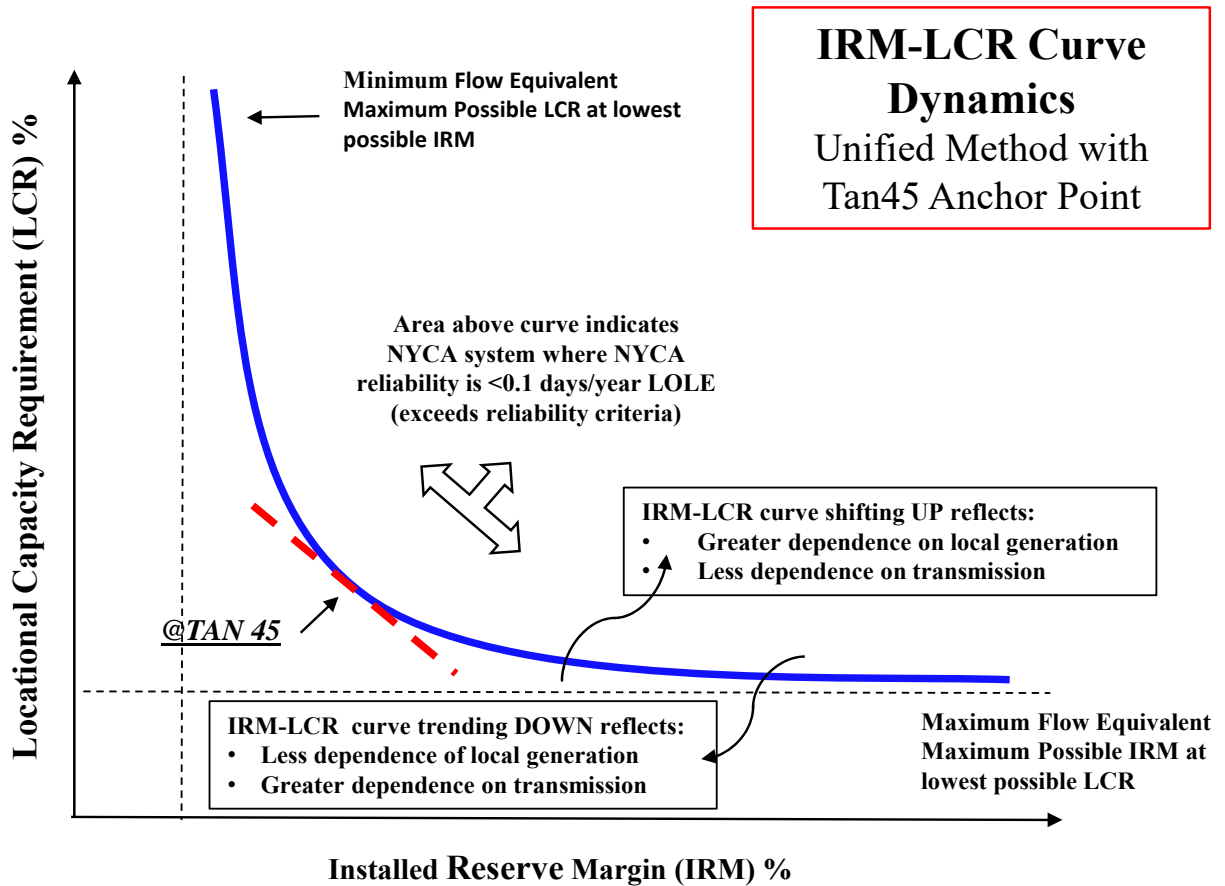 IRM-LCR Curve
Dynamics
Unified Method with
Tan45 Anchor Point
Locational Capacity Requirement (LCR) %
Minimum Flow Equivalent
Maximum Possible LCR at lowest
possible IRM
Area above curve indicates
NYCA system where NYCA
reliability is <0.1 days/year LOLE
(exceeds reliability criteria)
IRM-LCR curve shifting UP reflects:
• Greater dependence on local generation
• Less dependence on transmission
@TAN 45
IRM-LCR curve trending DOWN reflects:
• Less dependence of local generation
• Greater dependence on transmission
Maximum Flow Equivalent
Maximum Possible IRM at
lowest possible LCR
Installed Reserve Margin (IRM) %